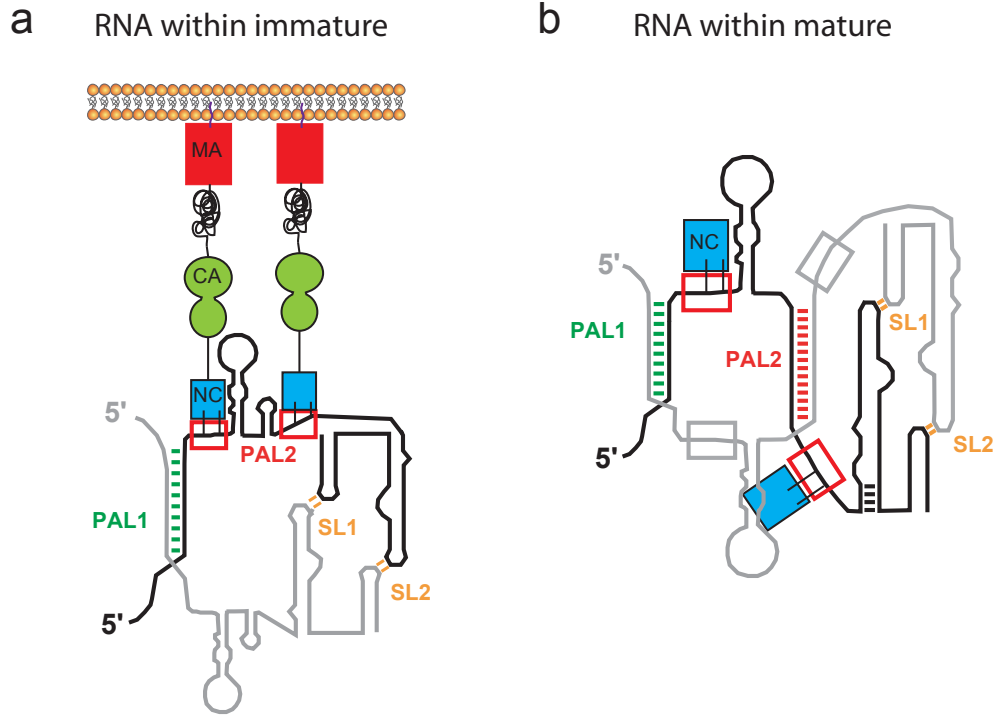 a
RNA within immature
MA
CA
NC
5'
PAL2
PAL1
SL1
SL2
5'
b
RNA within mature
NC
5'
PAL1
PAL2
SL1
SL2
5'